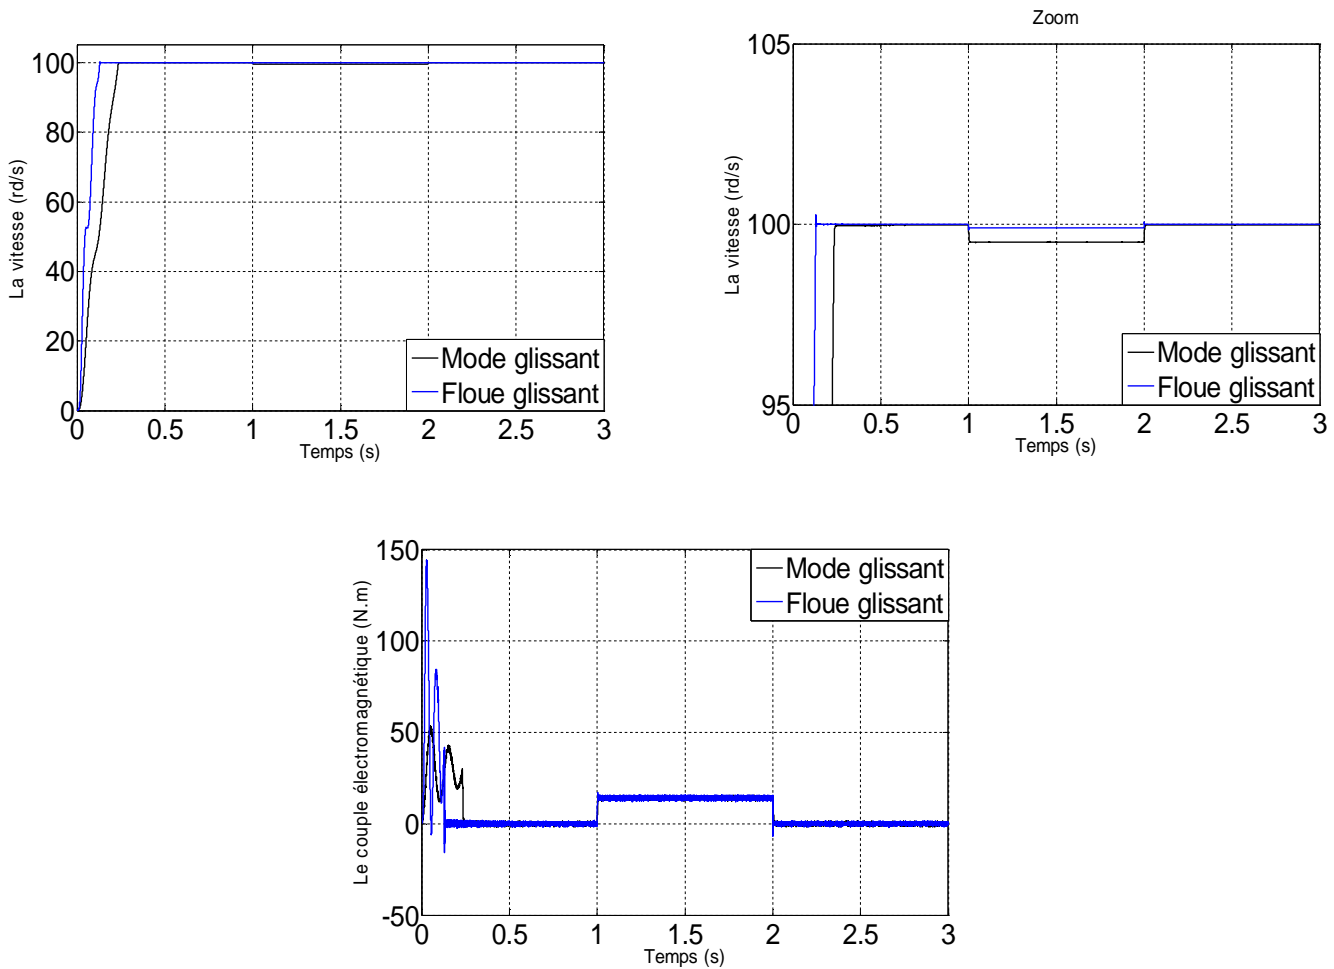 100
80
60
40
20
0
La vitesse (rd/s)
0 0.5 1 1.5 2 2.5 3
Temps (s)
Mode glissant
Floue glissant
Zoom
105
100
95
La vitesse (rd/s)
0 0.5 1 1.5 2 2.5 3
Temps (s)
Mode glissant
Floue glissant
150
100
50
0
-50
Le couple électromagnétique (N.m)
0 0.5 1 1.5 2 2.5 3
Temps (s)
Mode glissant
Floue glissant